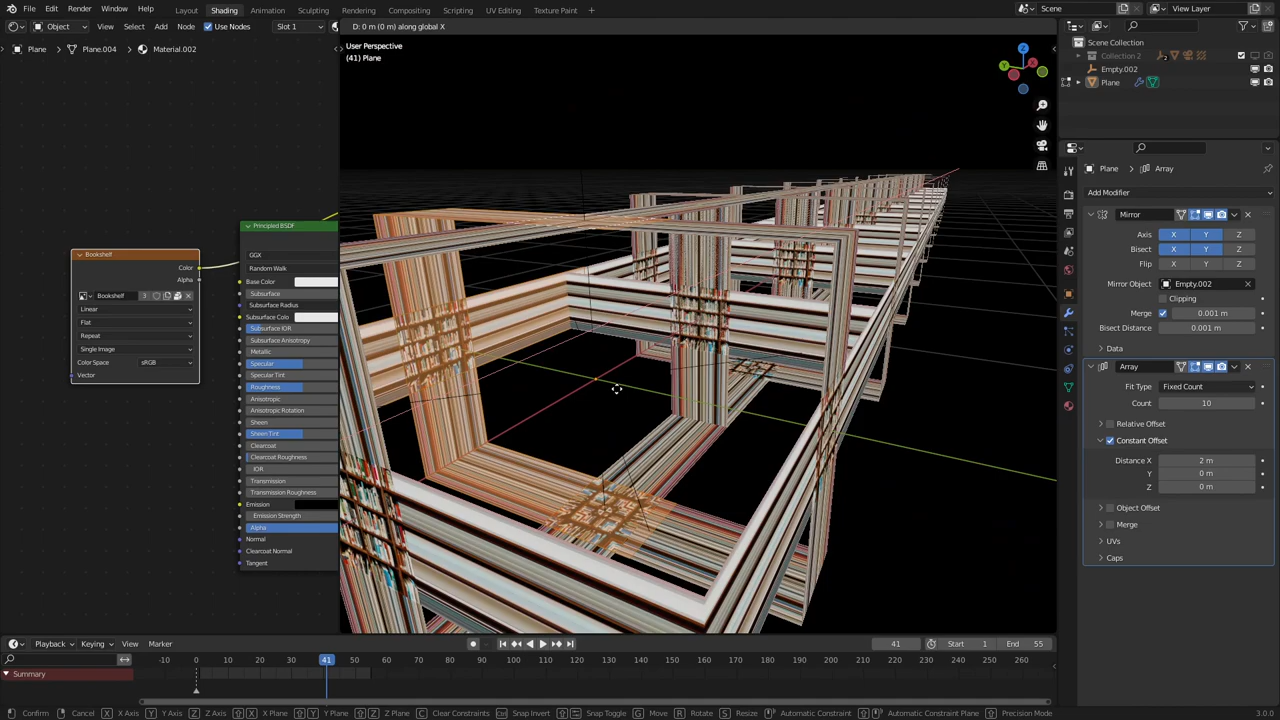 File Edit Render Window Help Layout Shading Animation Sculpting Rendering Compositing Scripting UV Editing Texture Paint Scene View Layer
Object View Select Add Node Use Nodes Slot 1 D: 0 m (0 m) along global X
Plane Plane.004 Material.002
User Perspective
(41) Plane
Z
Y
X
Scene Collection
Collection 2 2
Empty.002
Plane
Plane Array
Add Modifier
Mirror
Axis X Y Z
Bisect X Y Z
Flip X Y Z
Mirror Object Empty.002
Clipping
Merge 0.001 m
Bisect Distance 0.001 m
Data
Array
Fit Type Fixed Count
Count 10
Relative Offset
Constant Offset
Distance X 2 m
Y 0 m
Z 0 m
Object Offset
Merge
UVs
Caps
Bookshelf
Color
Alpha
Bookshelf 3
Linear
Flat
Repeat
Single Image
Color Space sRGB
Vector
Principled BSDF
GGX
Random Walk
Base Color
Subsurface
Subsurface Radius
Subsurface Colo
Subsurface IOR
Subsurface Anisotropy
Metallic
Specular
Specular Tint
Roughness
Anisotropic
Anisotropic Rotation
Sheen
Sheen Tint
Clearcoat
Clearcoat Roughness
IOR
Transmission
Transmission Roughness
Emission
Emission Strength
Alpha
Normal
Clearcoat Normal
Tangent
Playback Keying View Marker 41 Start 1 End 55
-10 0 10 20 30 41 50 60 70 80 90 100 110 120 130 140 150 160 170 180 190 200 210 220 230 240 250 260
Summary
Confirm Cancel X X Axis Y Y Axis Z Z Axis X X Plane Y Y Plane Z Z Plane C Clear Constraints Snap Invert Snap Toggle G Move R Rotate S Resize Automatic Constraint Automatic Constraint Plane Precision Mode 3.0.0